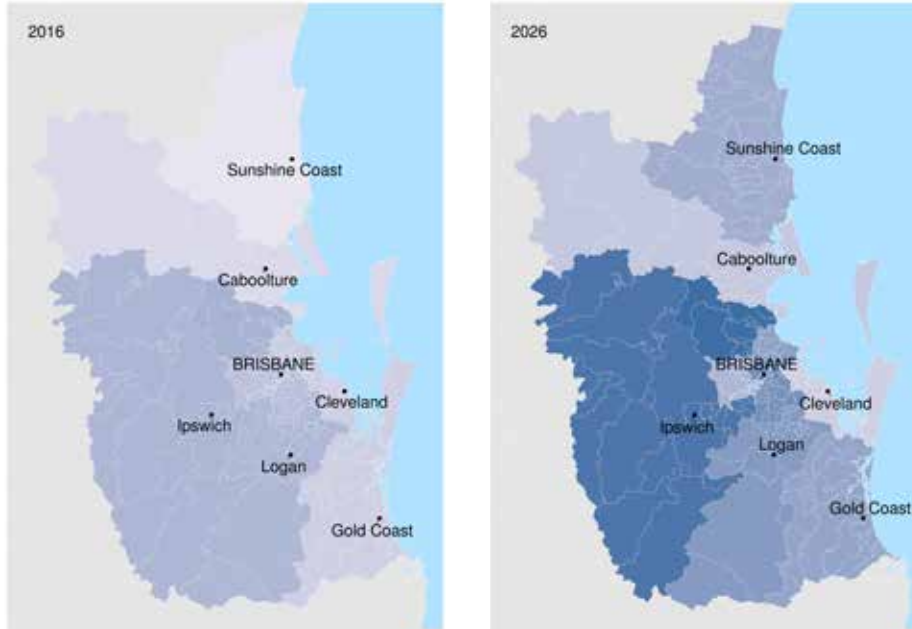 2016
Sunshine Coast
Caboolture
BRISBANE
Cleveland
Ipswich
Logan
Gold Coast
2026
Sunshine Coast
Caboolture
BRISBANE
Cleveland
Ipswich
Logan
Gold Coast